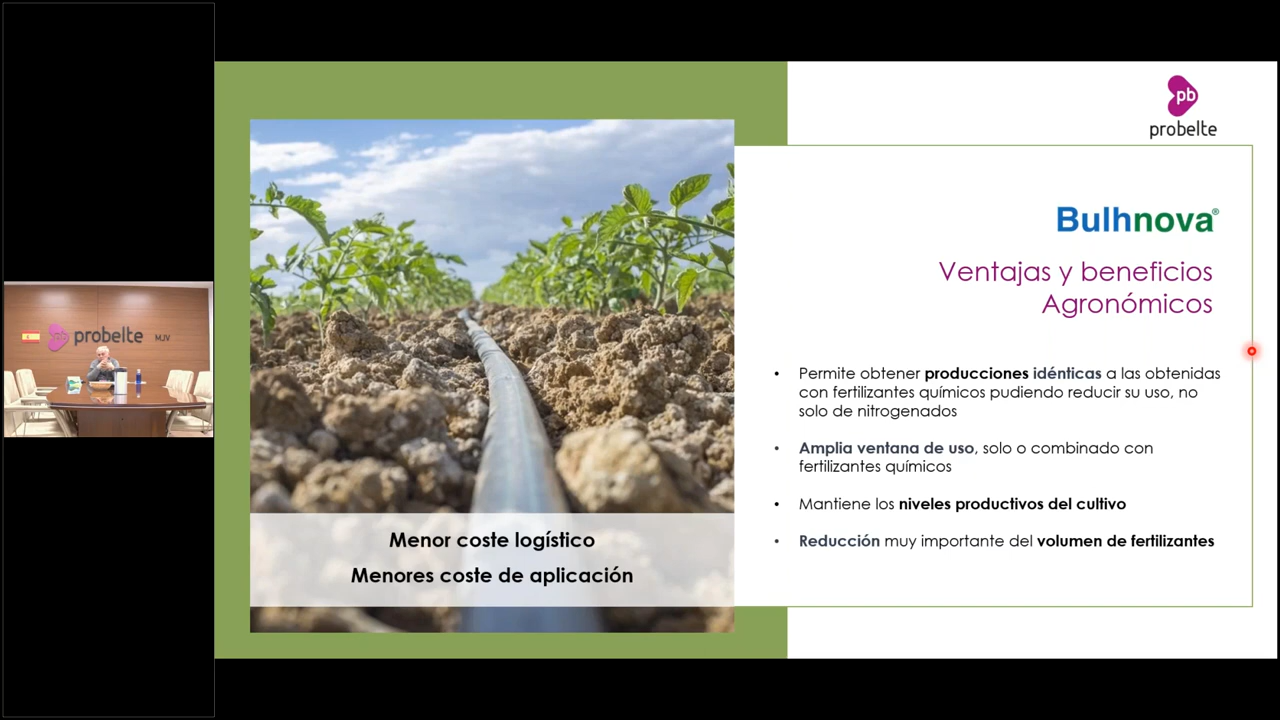 probelte
MJV
pb
probelte
Bulhnova®
Ventajas y beneficios
Agronómicos
• Permite obtener producciones idénticas a las obtenidas
con fertilizantes químicos pudiendo reducir su uso, no
solo de nitrogenados
• Amplia ventana de uso, solo o combinado con
fertilizantes químicos
• Mantiene los niveles productivos del cultivo
• Reducción muy importante del volumen de fertilizantes
Menor coste logístico
Menores coste de aplicación